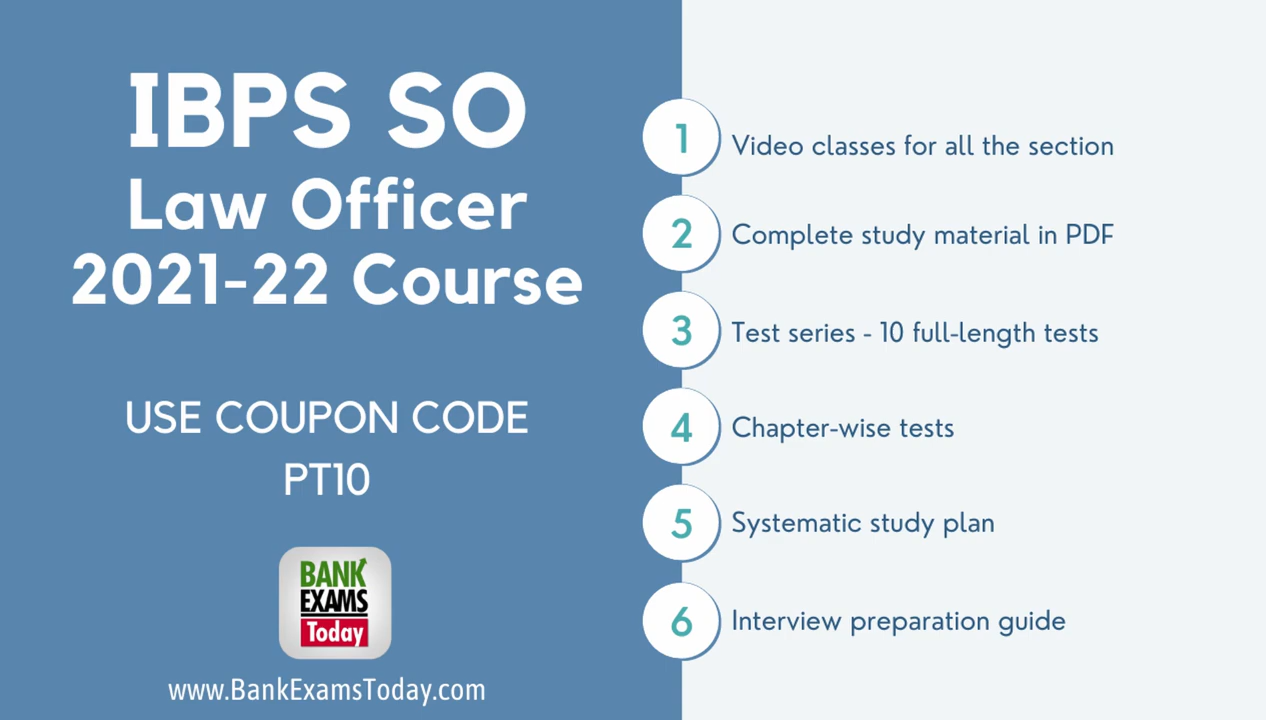 IBPS SO
Law Officer
2021-22 Course
USE COUPON CODE
PT10
BANK
EXAMS
Today
www.BankExamsToday.com
1 Video classes for all the section
2 Complete study material in PDF
3 Test series - 10 full-length tests
4 Chapter-wise tests
5 Systematic study plan
6 Interview preparation guide